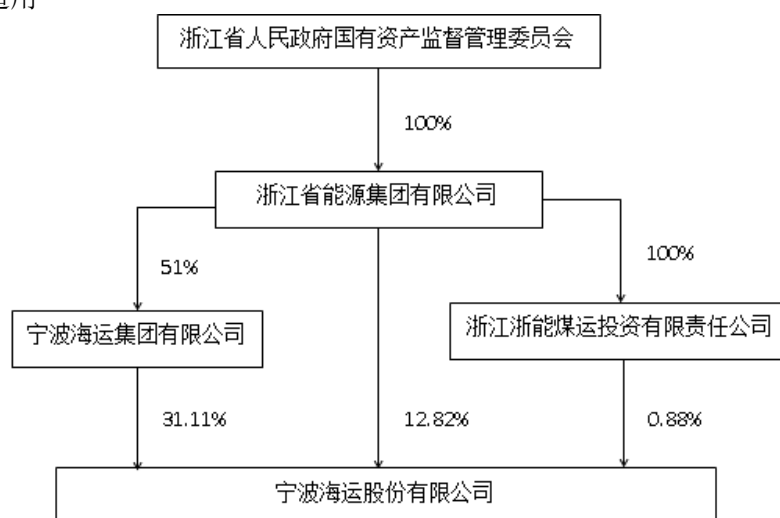 适用
浙江省人民政府国有资产监督管理委员会
100%
浙江省能源集团有限公司
51%
100%
宁波海运集团有限公司
浙江浙能煤运投资有限责任公司
31.11%
12.82%
0.88%
宁波海运股份有限公司